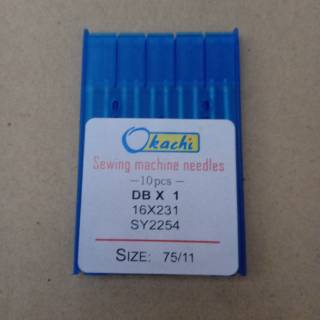 Okachi
Sewing machine needles
—10pcs—
DB X 1
16X231
SY2254
SIZE: 75/11